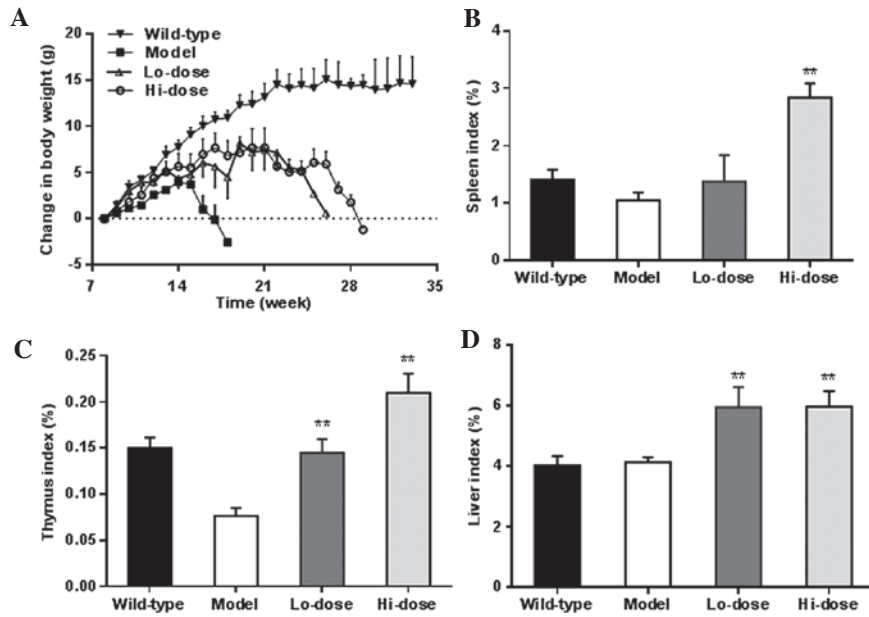 A
Wild-type
Model
Lo-dose
Hi-dose
Change in body weight (g)
20
15
10
5
0
-5
7
14
21
28
35
Time (week)
B
Spleen index (%)
4
3
2
1
0
**
Wild-type
Model
Lo-dose
Hi-dose
C
Thymus index (%)
0.25
0.20
0.15
0.10
0.05
0.00
**
**
Wild-type
Model
Lo-dose
Hi-dose
D
Liver index (%)
8
6
4
2
0
**
**
Wild-type
Model
Lo-dose
Hi-dose